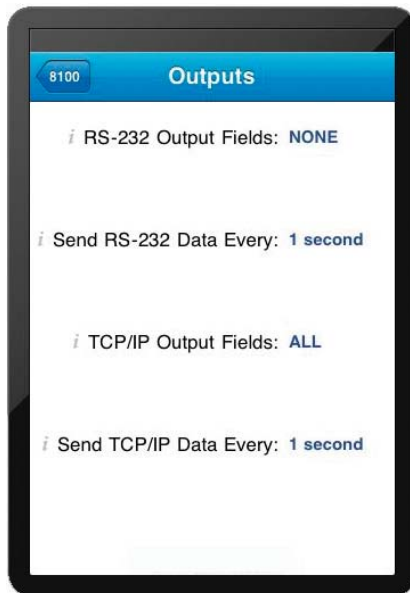 8100
Outputs
i RS-232 Output Fields: NONE
i Send RS-232 Data Every: 1 second
i TCP/IP Output Fields: ALL
i Send TCP/IP Data Every: 1 second